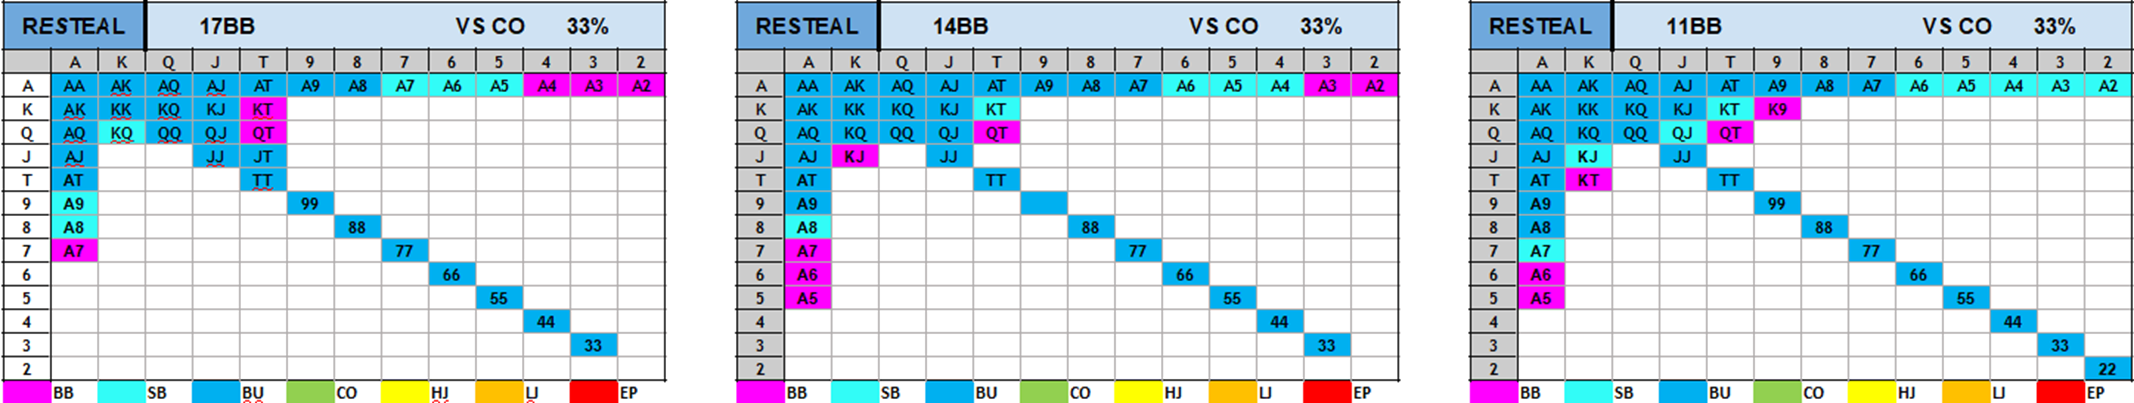 RESTEAL 17BB VS CO 33%
A K Q J T 9 8 7 6 5 4 3 2
A AA AK AQ AJ AT A9 A8 A7 A6 A5 A4 A3 A2
K AK KK KQ KJ KT
Q AQ KQ QQ QJ QT
J AJ JJ JT
T AT TT
9 A9 99
8 A8 88
7 A7 77
6 66
5 55
4 44
3 33
2
BB SB BU CO HJ LJ EP
RESTEAL 14BB VS CO 33%
A K Q J T 9 8 7 6 5 4 3 2
A AA AK AQ AJ AT A9 A8 A7 A6 A5 A4 A3 A2
K AK KK KQ KJ KT
Q AQ KQ QQ QJ QT
J AJ KJ JJ
T AT TT
9 A9
8 A8 88
7 A7 77
6 A6 66
5 A5 55
4 44
3 33
2
BB SB BU CO HJ LJ EP
RESTEAL 11BB VS CO 33%
A K Q J T 9 8 7 6 5 4 3 2
A AA AK AQ AJ AT A9 A8 A7 A6 A5 A4 A3 A2
K AK KK KQ KJ KT K9
Q AQ KQ QQ QJ QT
J AJ KJ JJ
T AT KT TT
9 A9 99
8 A8 88
7 A7 77
6 A6 66
5 A5 55
4 44
3 33
2 22
BB SB BU CO HJ LJ EP